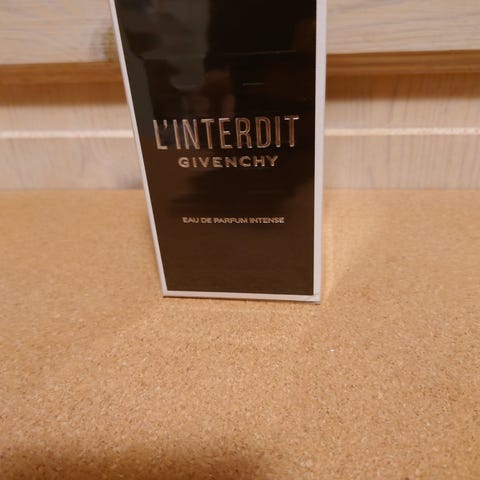 L'INTERDIT
GIVENCHY
EAU DE PARFUM INTENSE